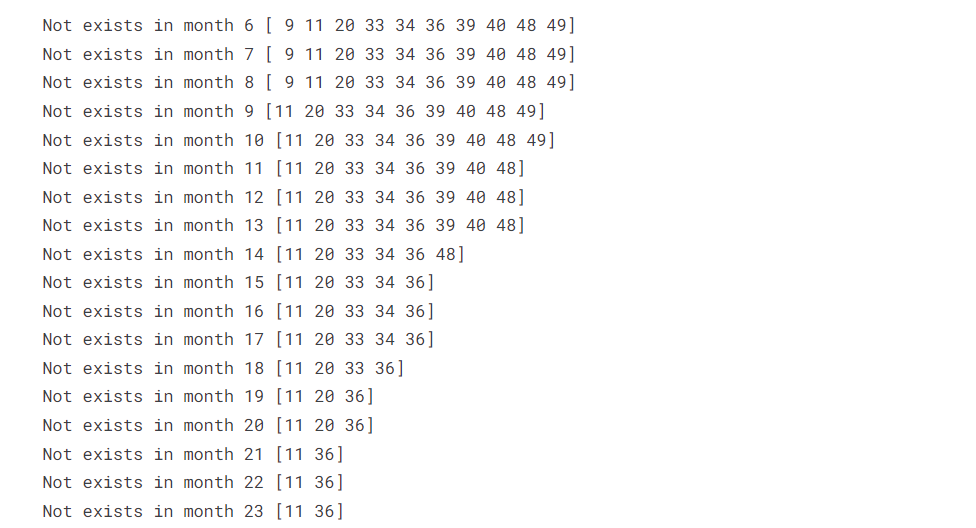 Not exists in month 6 [ 9 11 20 33 34 36 39 40 48 49]
Not exists in month 7 [ 9 11 20 33 34 36 39 40 48 49]
Not exists in month 8 [ 9 11 20 33 34 36 39 40 48 49]
Not exists in month 9 [11 20 33 34 36 39 40 48 49]
Not exists in month 10 [11 20 33 34 36 39 40 48 49]
Not exists in month 11 [11 20 33 34 36 39 40 48]
Not exists in month 12 [11 20 33 34 36 39 40 48]
Not exists in month 13 [11 20 33 34 36 39 40 48]
Not exists in month 14 [11 20 33 34 36 48]
Not exists in month 15 [11 20 33 34 36]
Not exists in month 16 [11 20 33 34 36]
Not exists in month 17 [11 20 33 34 36]
Not exists in month 18 [11 20 33 36]
Not exists in month 19 [11 20 36]
Not exists in month 20 [11 20 36]
Not exists in month 21 [11 36]
Not exists in month 22 [11 36]
Not exists in month 23 [11 36]